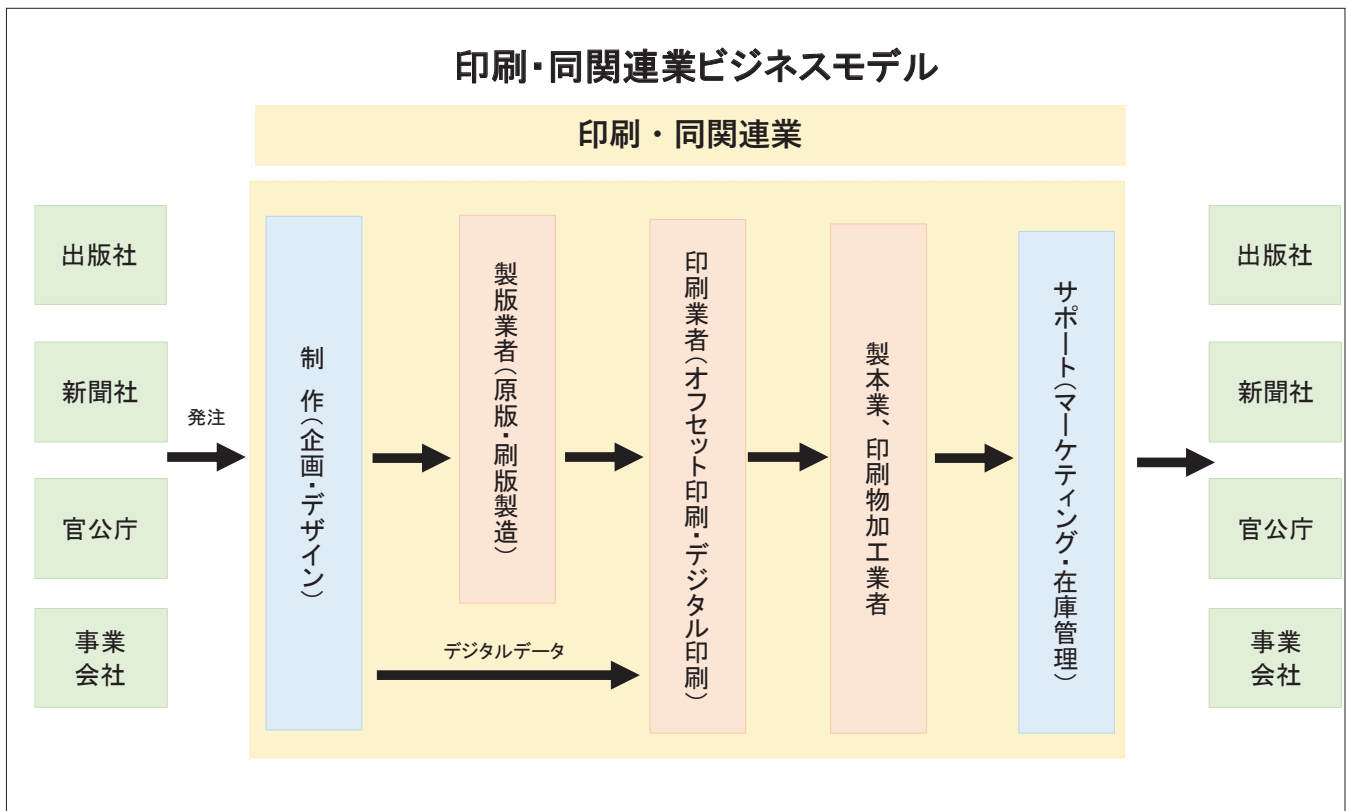 印刷・同関連業ビジネスモデル
印刷・同関連業
出版社
新聞社
官公庁
事業
会社
発注
制 作(企画・デザイン)
製版業者(原版・刷版製造)
デジタルデータ
印刷業者(オフセット印刷・デジタル印刷)
製本業、印刷物加工業者
サポート(マーケティング・在庫管理)
出版社
新聞社
官公庁
事業
会社